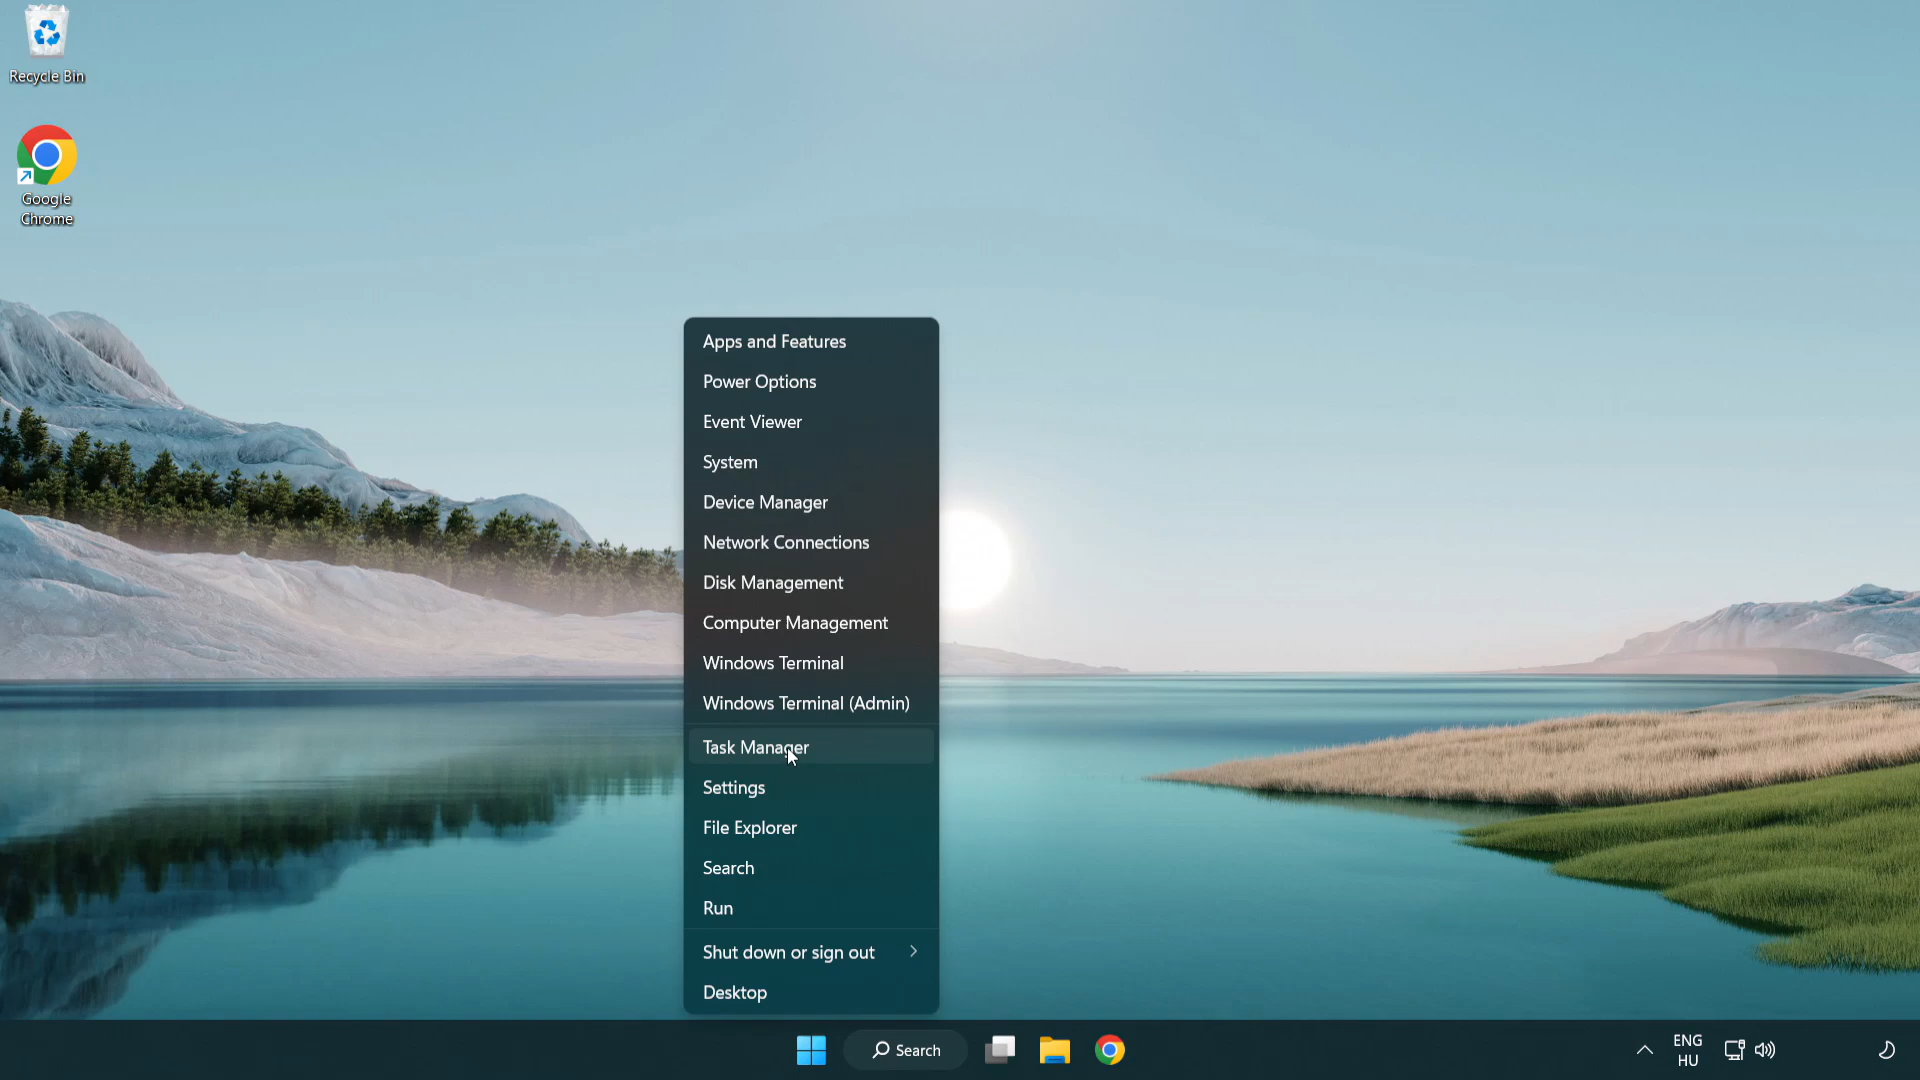 Recycle Bin
Google
Chrome
Apps and Features
Power Options
Event Viewer
System
Device Manager
Network Connections
Disk Management
Computer Management
Windows Terminal
Windows Terminal (Admin)
Task Manager
Settings
File Explorer
Search
Run
Shut down or sign out
Desktop
Search
ENG
HU